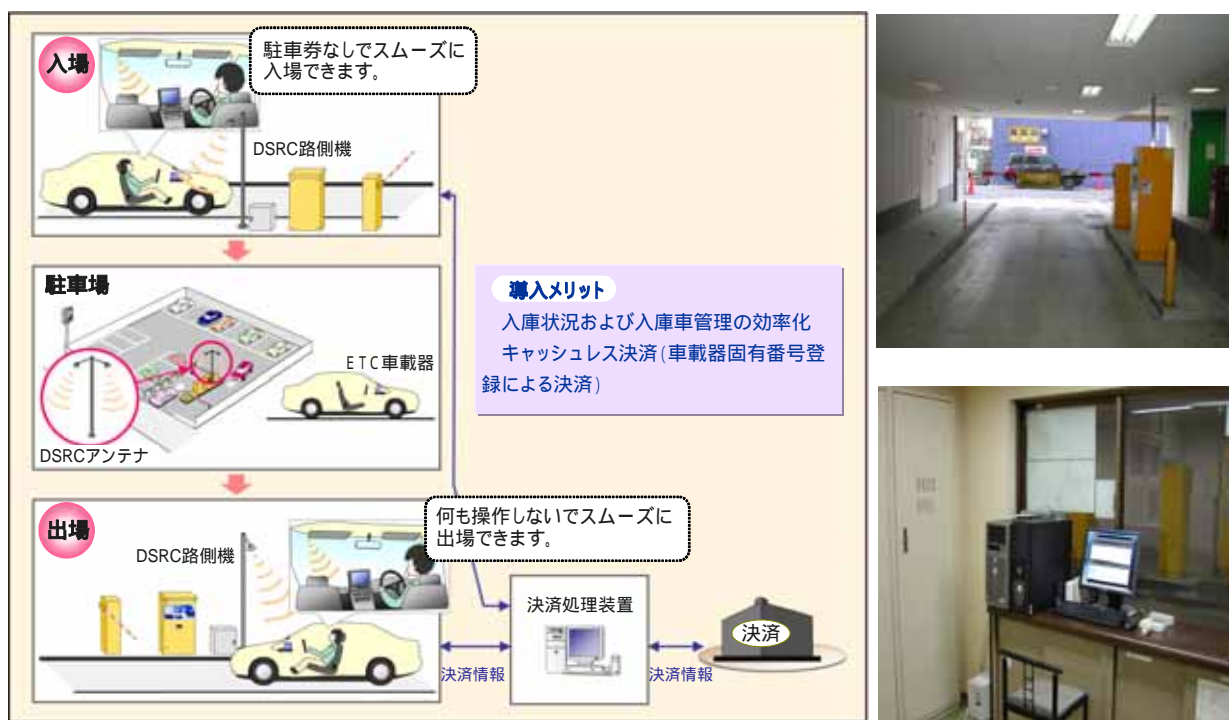 入場
駐車券なしでスムーズに
入場できます。
DSRC路側機
駐車場
ETC車載器
DSRCアンテナ
導入メリット
入庫状況および入庫車管理の効率化
キャッシュレス決済(車載器固有番号登
録による決済)
出場
何も操作しないでスムーズに
出場できます。
DSRC路側機
決済処理装置
決済
決済情報
決済情報